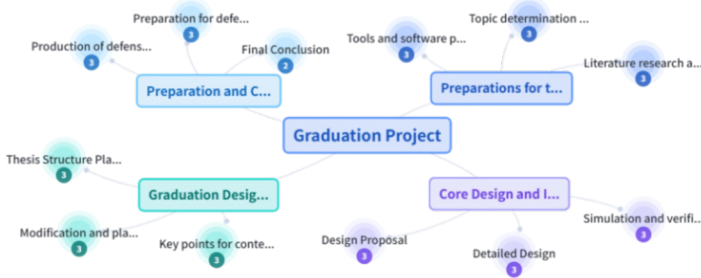 Preparation for defe...
3
Production of defens...
3
Final Conclusion
2
Preparation and C...
Topic determination ...
3
Tools and software p...
3
Literature research a...
3
Preparations for t...
Graduation Project
Thesis Structure Pla...
3
Graduation Desig...
Modification and pla...
3
Key points for conte...
3
Core Design and I...
Design Proposal
3
Detailed Design
3
Simulation and verifi...
3